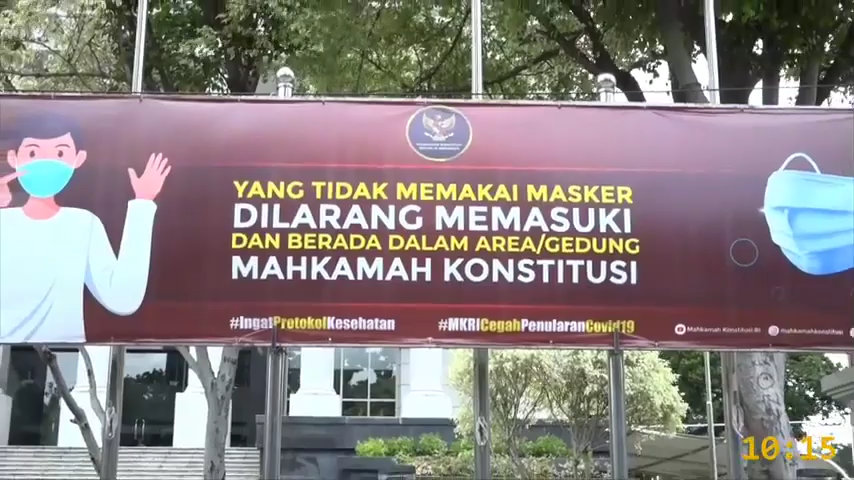 YANG TIDAK MEMAKAI MASKER
DILARANG MEMASUKI
DAN BERADA DALAM AREA/GEDUNG
MAHKAMAH KONSTITUSI
#IngatProtokolKesehatan #MKRICegahPenularanCovid19
Mahkamah Konstitusi RI mahkamahkonstitusi
10:15